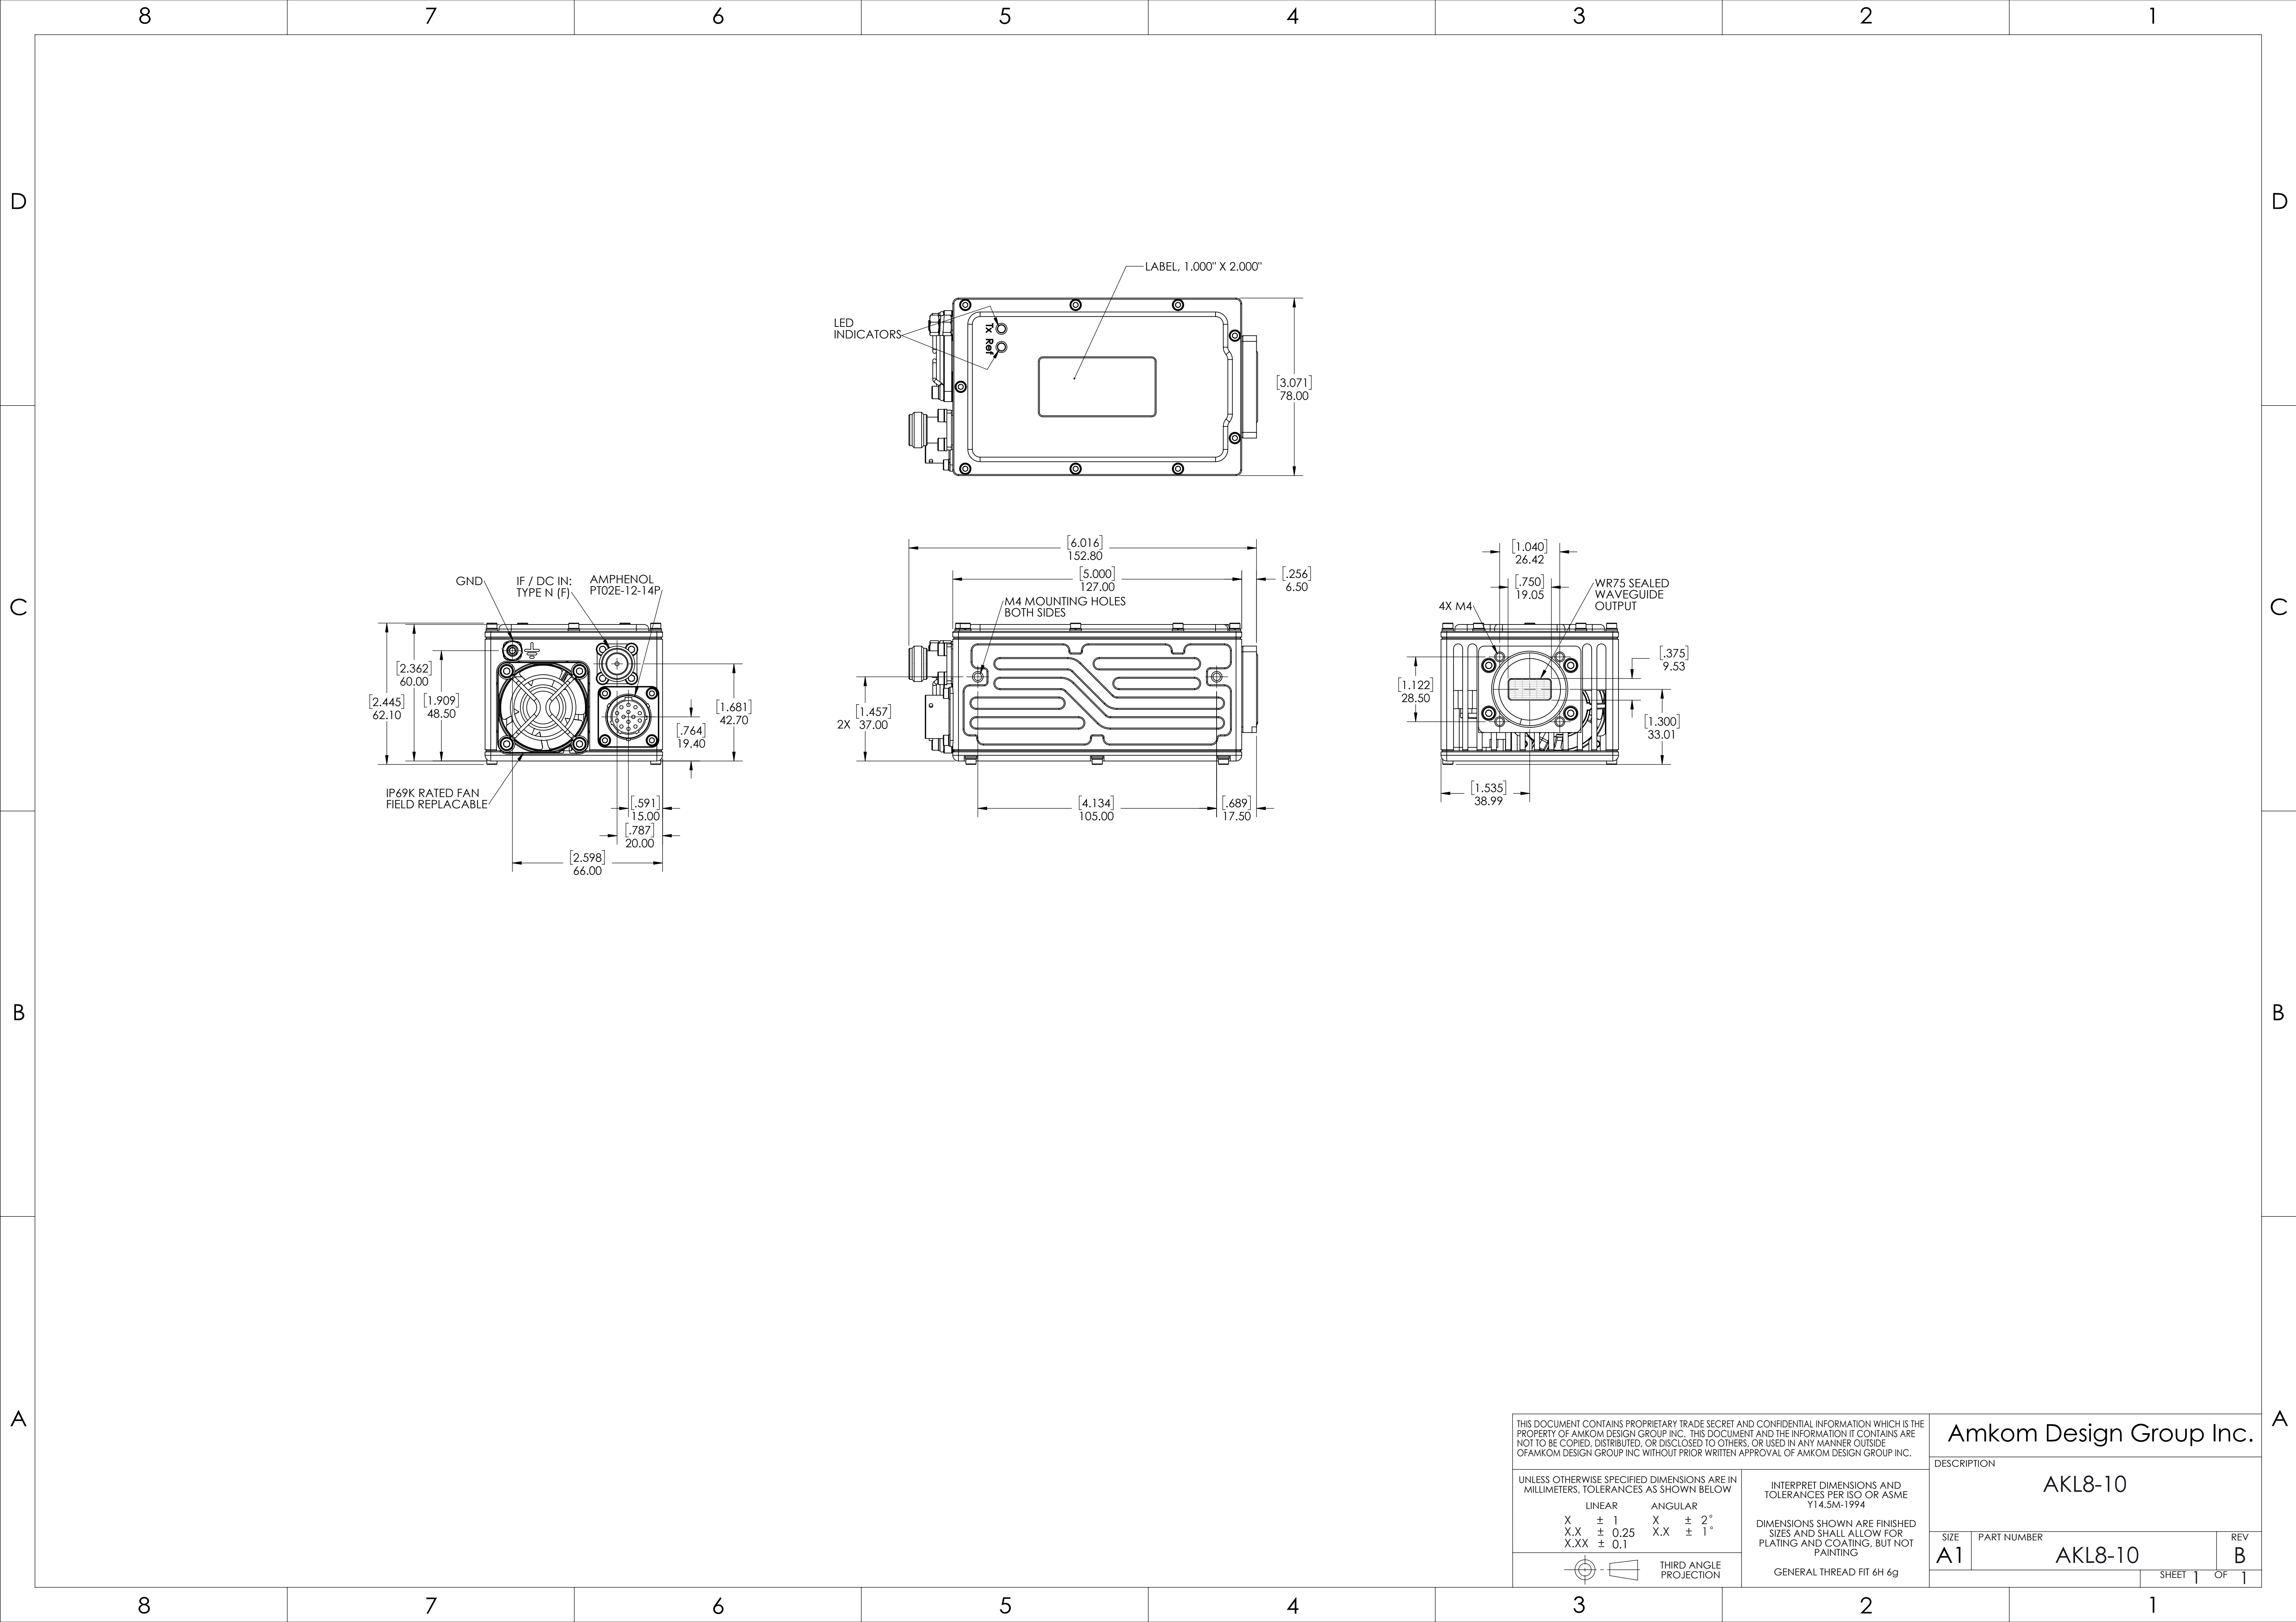 8 7 6 5 4 3 2 1
D D
C C
B B
A A
LABEL, 1.000" X 2.000"
LED
INDICATORS
Tx
Ref
[3.071]
78.00
GND
IF / DC IN:
TYPE N (F)
AMPHENOL
PT02E-12-14P
[2.362]
60.00
[2.445]
62.10
[1.909]
48.50
[1.681]
42.70
[.764]
19.40
IP69K RATED FAN
FIELD REPLACABLE
[.591]
15.00
[.787]
20.00
[2.598]
66.00
[6.016]
152.80
[5.000]
127.00
[.256]
6.50
M4 MOUNTING HOLES
BOTH SIDES
2X [1.457]
37.00
[4.134]
105.00
[.689]
17.50
[1.040]
26.42
[.750]
19.05
WR75 SEALED
WAVEGUIDE
OUTPUT
4X M4
[.375]
9.53
[1.122]
28.50
[1.300]
33.01
[1.535]
38.99
THIS DOCUMENT CONTAINS PROPRIETARY TRADE SECRET AND CONFIDENTIAL INFORMATION WHICH IS THE
PROPERTY OF AMKOM DESIGN GROUP INC. THIS DOCUMENT AND THE INFORMATION IT CONTAINS ARE
NOT TO BE COPIED, DISTRIBUTED, OR DISCLOSED TO OTHERS, OR USED IN ANY MANNER OUTSIDE
OFAMKOM DESIGN GROUP INC WITHOUT PRIOR WRITTEN APPROVAL OF AMKOM DESIGN GROUP INC.
UNLESS OTHERWISE SPECIFIED DIMENSIONS ARE IN
MILLIMETERS, TOLERANCES AS SHOWN BELOW
LINEAR ANGULAR
X ± 1 X ± 2°
X.X ± 0.25 X.X ± 1°
X.XX ± 0.1
THIRD ANGLE
PROJECTION
INTERPRET DIMENSIONS AND
TOLERANCES PER ISO OR ASME
Y14.5M-1994
DIMENSIONS SHOWN ARE FINISHED
SIZES AND SHALL ALLOW FOR
PLATING AND COATING, BUT NOT
PAINTING
GENERAL THREAD FIT 6H 6g
Amkom Design Group Inc.
DESCRIPTION
AKL8-10
SIZE PART NUMBER REV
A1 AKL8-10 B
SHEET 1 OF 1
8 7 6 5 4 3 2 1